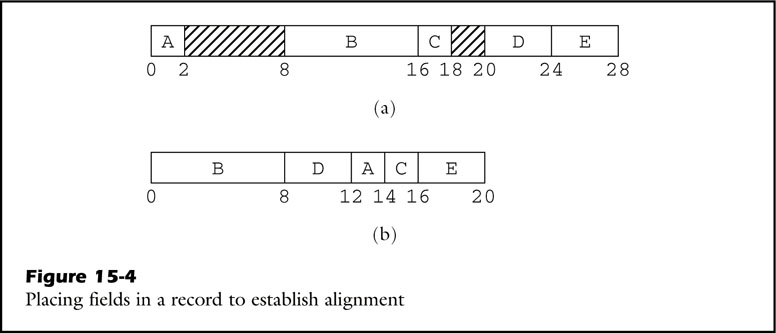 A B C D E
0 2 8 16 18 20 24 28
(a)
B D A C E
0 8 12 14 16 20
(b)
Figure 15-4
Placing fields in a record to establish alignment